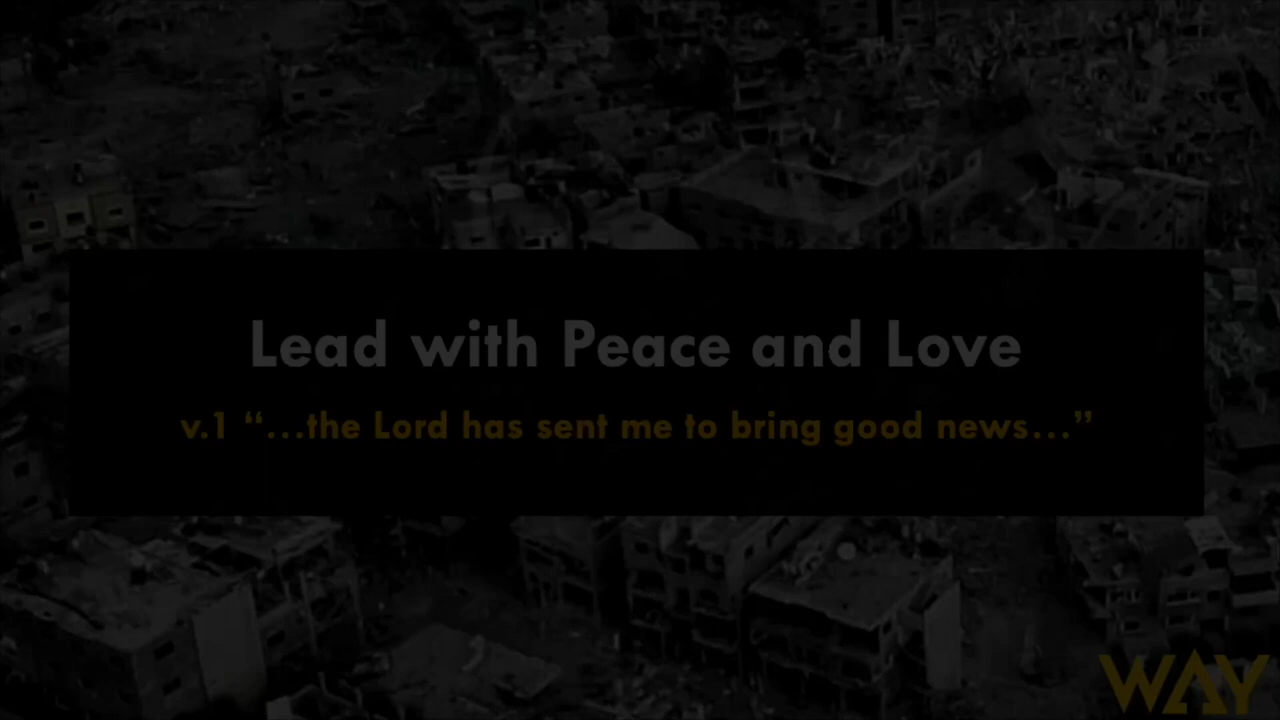 Lead with Peace and Love
v.1 “...the Lord has sent me to bring good news...”
WAY